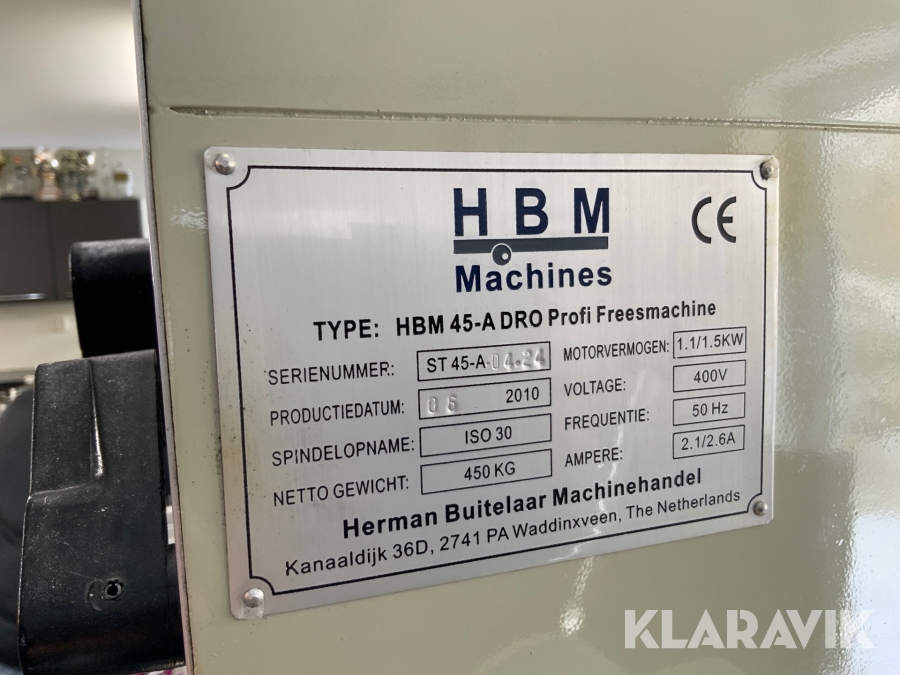 HBM
Machines
CE
TYPE: HBM 45-A DRO Profi Freesmachine
SERIENUMMER: ST 45-A-04-24
PRODUCTIEDATUM: 06 2010
SPINDELOPNAME: ISO 30
NETTO GEWICHT: 450 KG
MOTORVERMOGEN: 1.1/1.5KW
VOLTAGE: 400V
FREQUENTIE: 50 Hz
AMPERE: 2.1/2.6A
Herman Buitelaar Machinehandel
Kanaaldijk 36D, 2741 PA Waddinxveen, The Netherlands
KLARAVIK